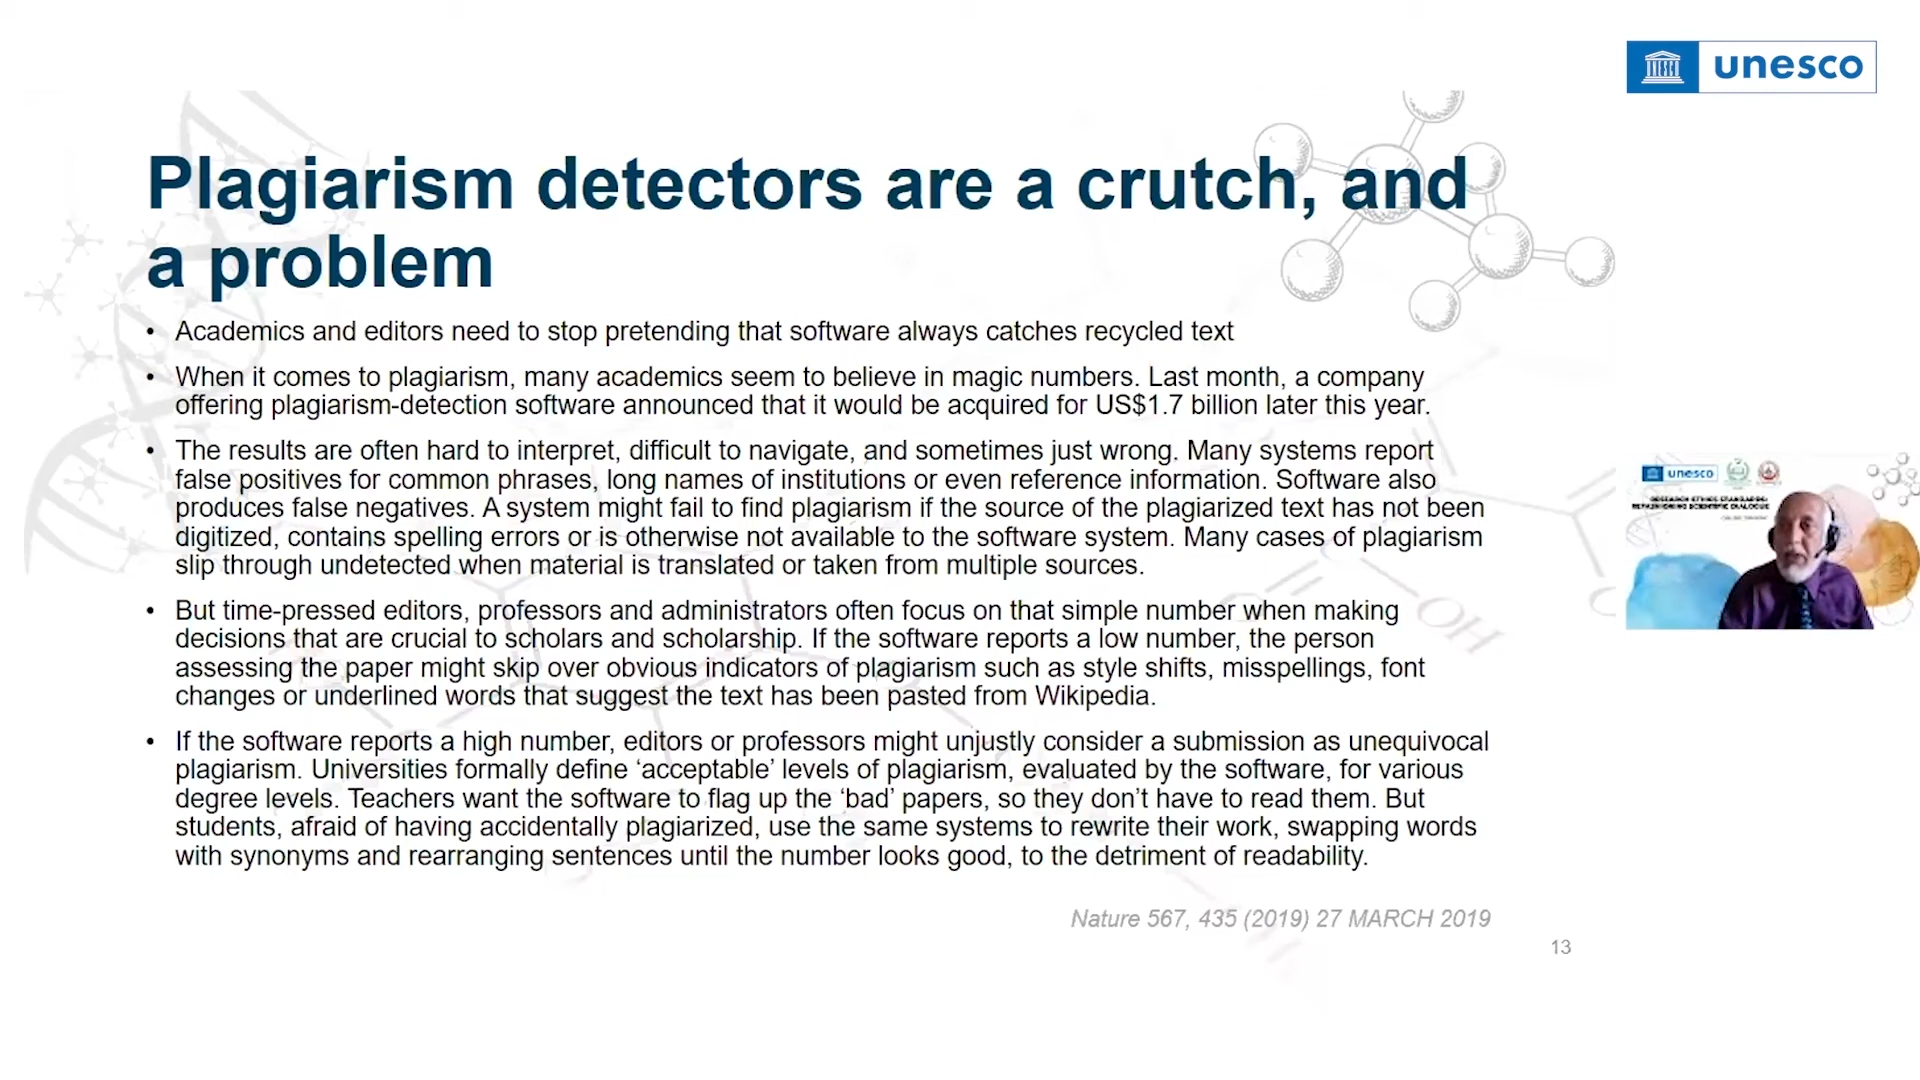 unesco
Plagiarism detectors are a crutch, and
a problem
• Academics and editors need to stop pretending that software always catches recycled text
• When it comes to plagiarism, many academics seem to believe in magic numbers. Last month, a company
offering plagiarism-detection software announced that it would be acquired for US$1.7 billion later this year.
• The results are often hard to interpret, difficult to navigate, and sometimes just wrong. Many systems report
false positives for common phrases, long names of institutions or even reference information. Software also
produces false negatives. A system might fail to find plagiarism if the source of the plagiarized text has not been
digitized, contains spelling errors or is otherwise not available to the software system. Many cases of plagiarism
slip through undetected when material is translated or taken from multiple sources.
• But time-pressed editors, professors and administrators often focus on that simple number when making
decisions that are crucial to scholars and scholarship. If the software reports a low number, the person
assessing the paper might skip over obvious indicators of plagiarism such as style shifts, misspellings, font
changes or underlined words that suggest the text has been pasted from Wikipedia.
• If the software reports a high number, editors or professors might unjustly consider a submission as unequivocal
plagiarism. Universities formally define ‘acceptable’ levels of plagiarism, evaluated by the software, for various
degree levels. Teachers want the software to flag up the ‘bad’ papers, so they don’t have to read them. But
students, afraid of having accidentally plagiarized, use the same systems to rewrite their work, swapping words
with synonyms and rearranging sentences until the number looks good, to the detriment of readability.
Nature 567, 435 (2019) 27 MARCH 2019
13
unesco
RESEARCH ETHICS STANDARDS:
SCIENTIFIC DIALOGUE
OH